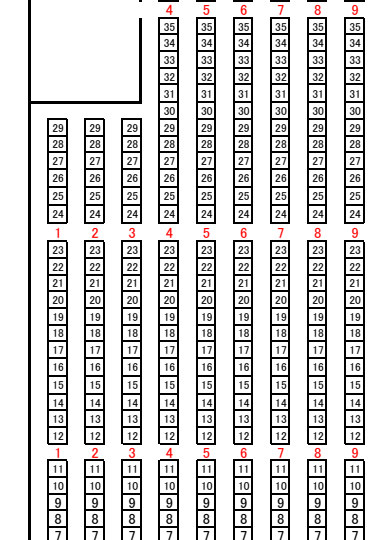 4 5 6 7 8 9
35 35 35 35 35 35
34 34 34 34 34 34
33 33 33 33 33 33
32 32 32 32 32 32
31 31 31 31 31 31
30 30 30 30 30 30
29 29 29 29 29 29 29 29 29
28 28 28 28 28 28 28 28 28
27 27 27 27 27 27 27 27 27
26 26 26 26 26 26 26 26 26
25 25 25 25 25 25 25 25 25
24 24 24 24 24 24 24 24 24
1 2 3 4 5 6 7 8 9
23 23 23 23 23 23 23 23 23
22 22 22 22 22 22 22 22 22
21 21 21 21 21 21 21 21 21
20 20 20 20 20 20 20 20 20
19 19 19 19 19 19 19 19 19
18 18 18 18 18 18 18 18 18
17 17 17 17 17 17 17 17 17
16 16 16 16 16 16 16 16 16
15 15 15 15 15 15 15 15 15
14 14 14 14 14 14 14 14 14
13 13 13 13 13 13 13 13 13
12 12 12 12 12 12 12 12 12
1 2 3 4 5 6 7 8 9
11 11 11 11 11 11 11 11 11
10 10 10 10 10 10 10 10 10
9 9 9 9 9 9 9 9 9
8 8 8 8 8 8 8 8 8
7 7 7 7 7 7 7 7 7